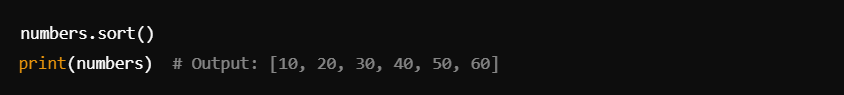 numbers.sort()
print(numbers)  # Output: [10, 20, 30, 40, 50, 60]